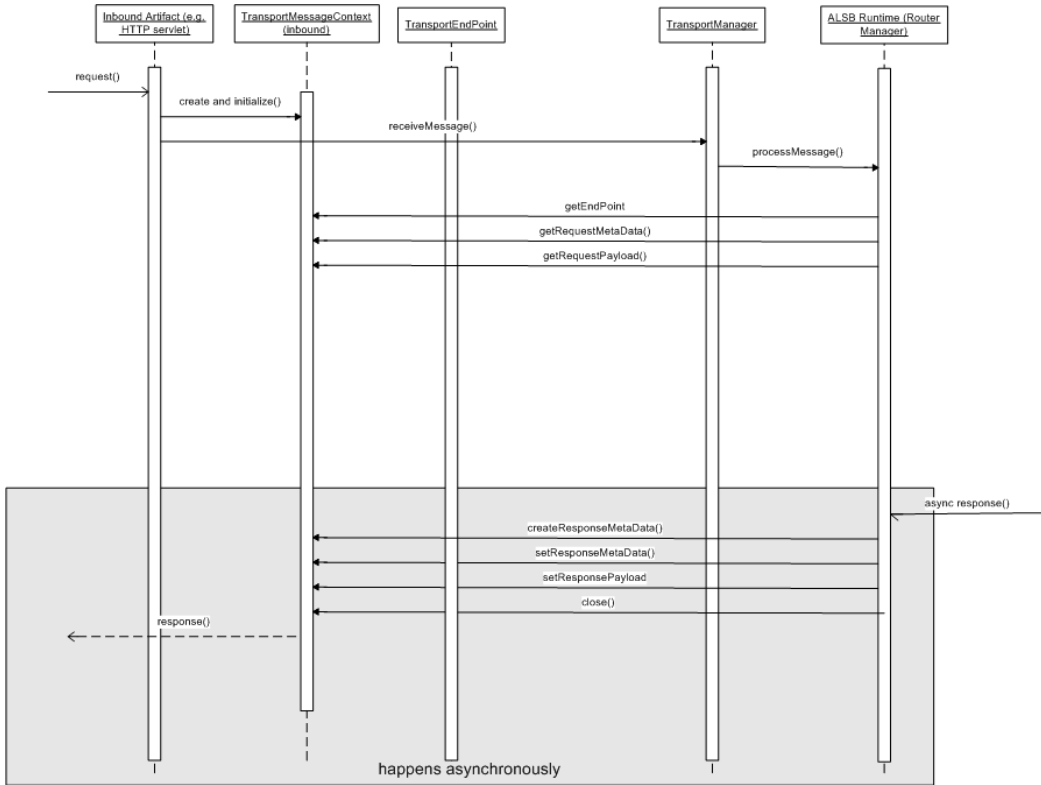 Inbound Artifact (e.g.
HTTP servlet)
TransportMessageContext
(inbound)
TransportEndPoint
TransportManager
ALSB Runtime (Router
Manager)
request()
create and initialize()
receiveMessage()
processMessage()
getEndPoint
getRequestMetaData()
getRequestPayload()
async response()
createResponseMetaData()
setResponseMetaData()
setResponsePayload
close()
response()
happens asynchronously